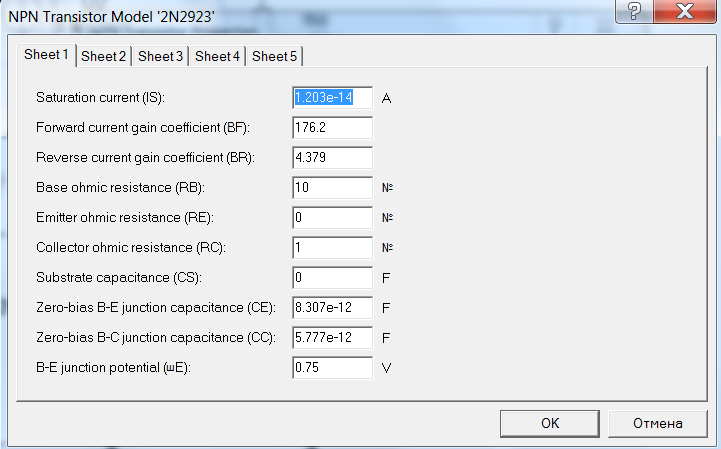 NPN Transistor Model '2N2923'
?
Sheet 1 Sheet 2 Sheet 3 Sheet 4 Sheet 5
Saturation current (IS): 1.203e-14 A
Forward current gain coefficient (BF): 176.2
Reverse current gain coefficient (BR): 4.379
Base ohmic resistance (RB): 10 №
Emitter ohmic resistance (RE): 0 №
Collector ohmic resistance (RC): 1 №
Substrate capacitance (CS): 0 F
Zero-bias B-E junction capacitance (CE): 8.307e-12 F
Zero-bias B-C junction capacitance (CC): 5.777e-12 F
B-E junction potential (шE): 0.75 V
OK Отмена